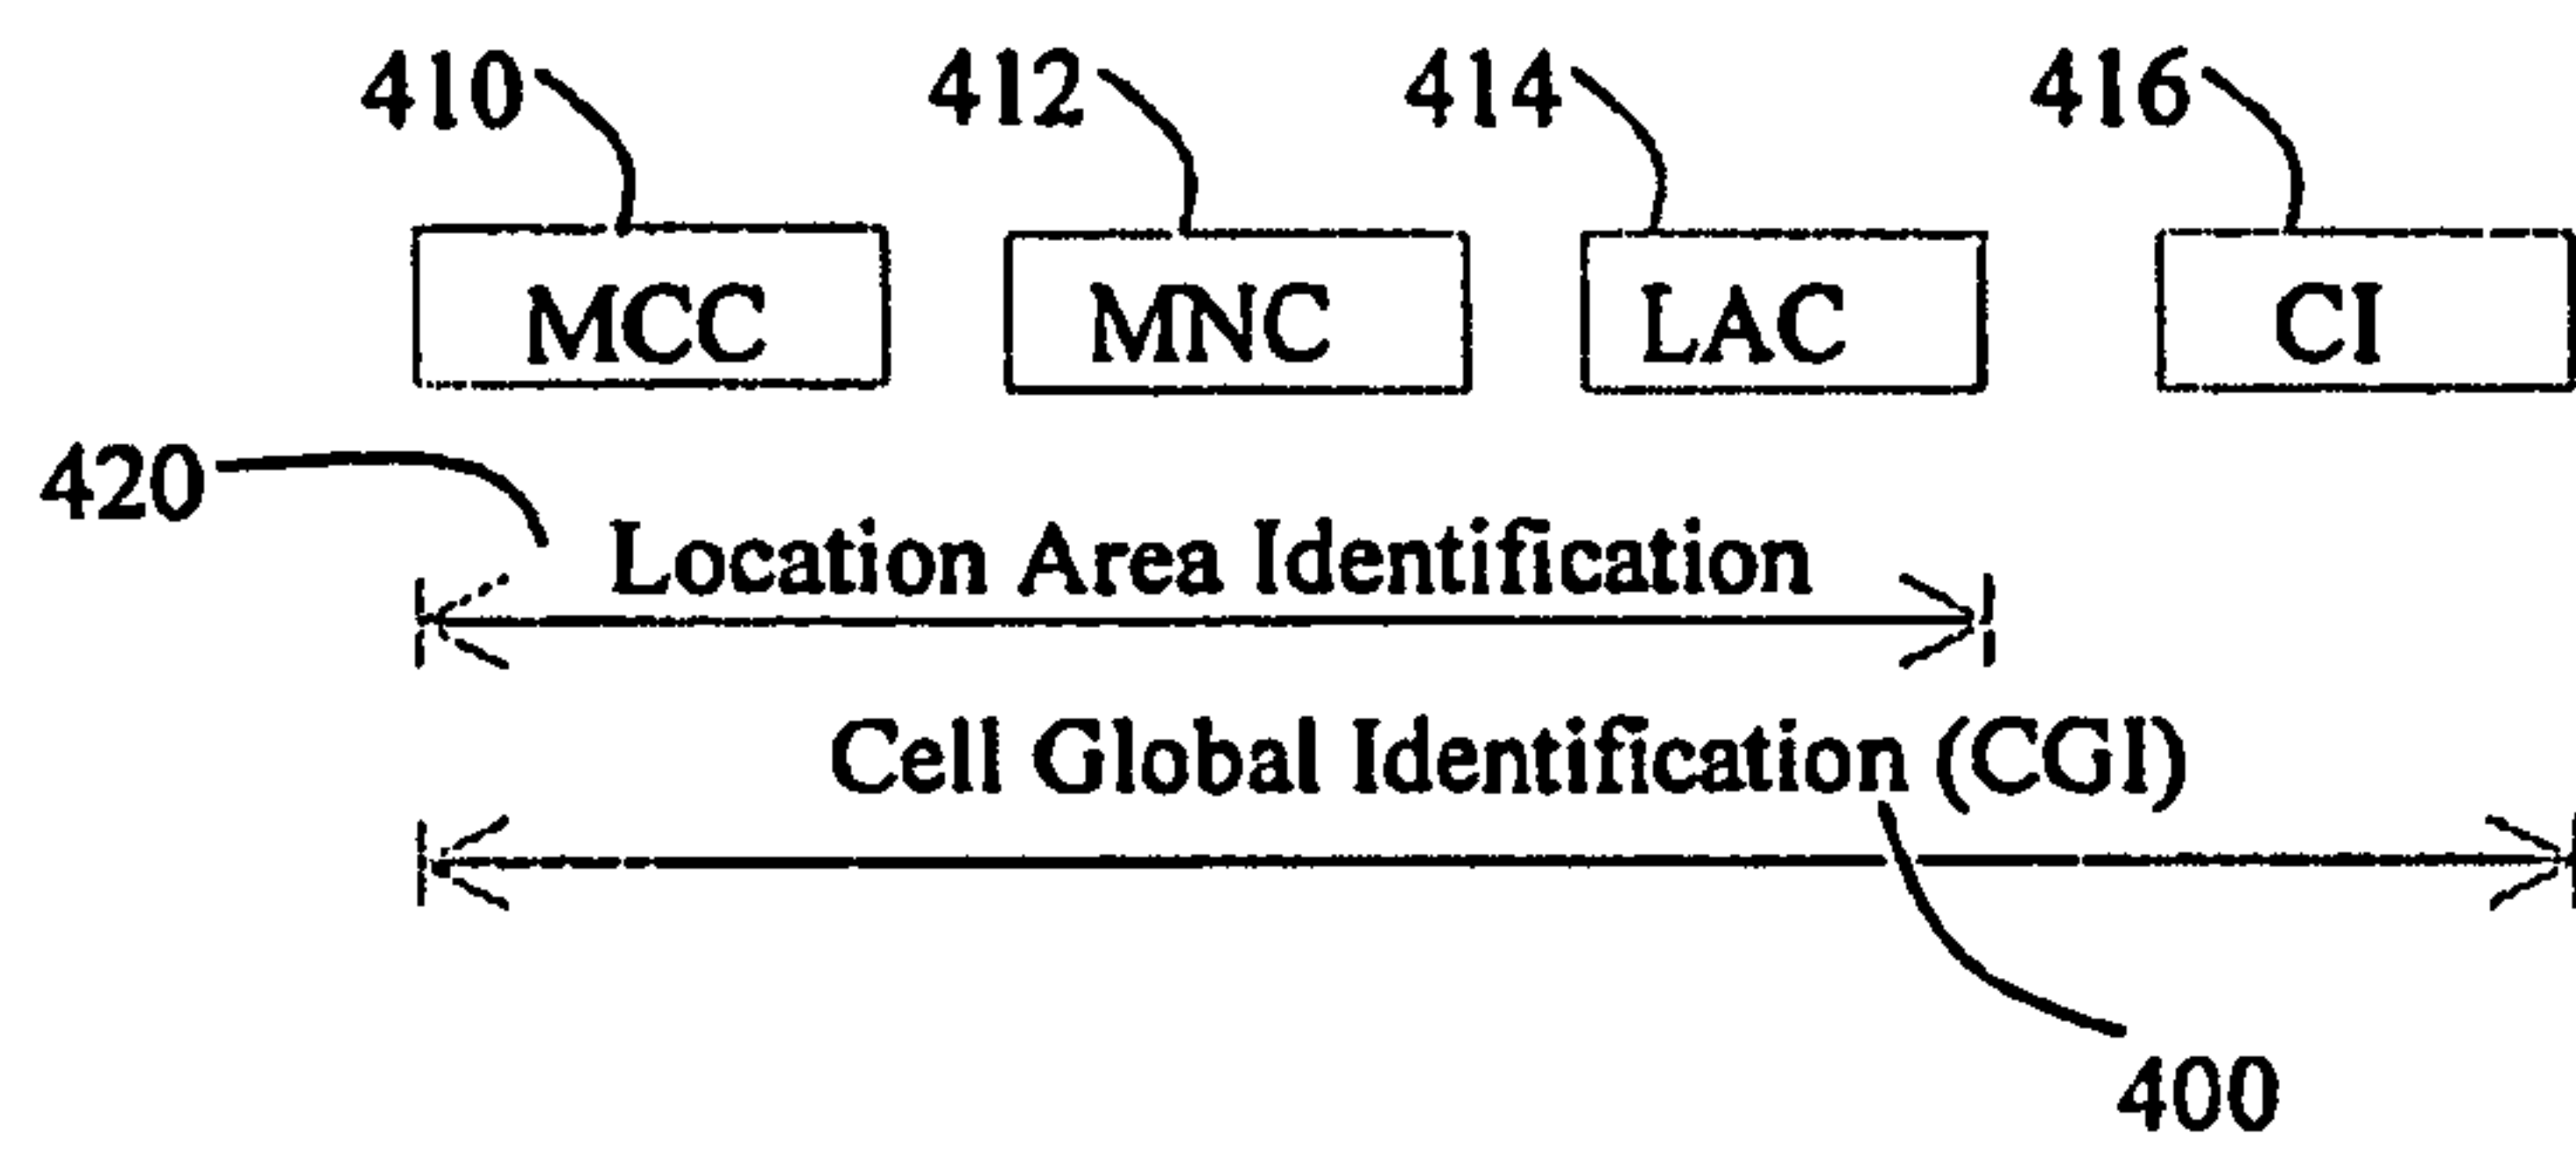 410 412 414 416
MCC MNC LAC CI
420
Location Area Identification
Cell Global Identification (CGI)
400